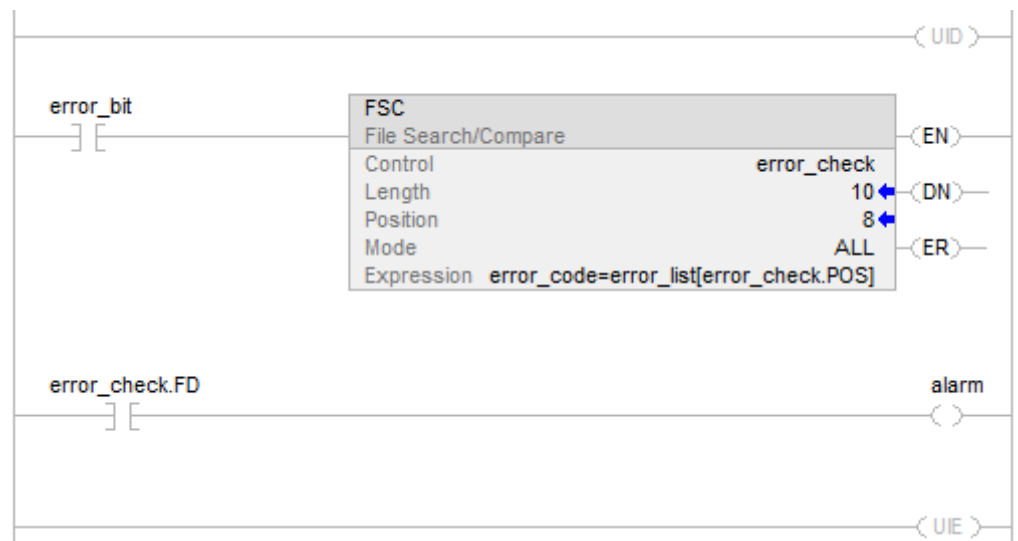 UID
error_bit
FSC
File Search/Compare
EN
Control error_check
Length 10
DN
Position 8
Mode ALL
ER
Expression error_code=error_list[error_check.POS]
error_check.FD alarm
UIE